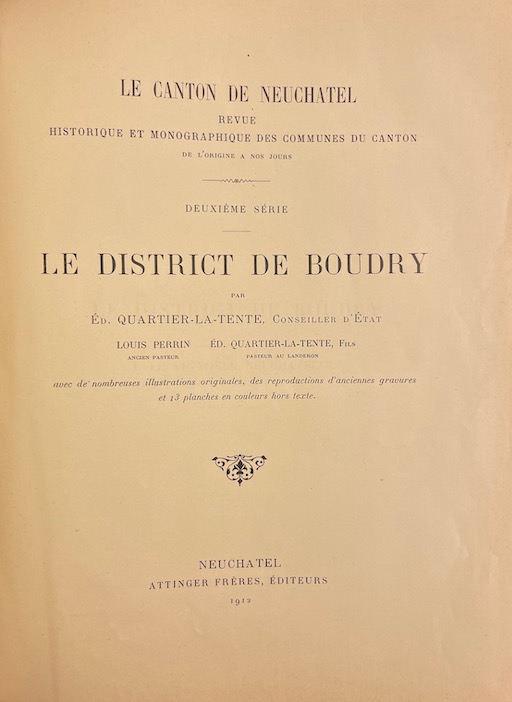 LE CANTON DE NEUCHATEL
REVUE
HISTORIQUE ET MONOGRAPHIQUE DES COMMUNES DU CANTON
DE L'ORIGINE A NOS JOURS
DEUXIÈME SÉRIE
LE DISTRICT DE BOUDRY
PAR
ÉD. QUARTIER-LA-TENTE, CONSEILLER D'ÉTAT
LOUIS PERRIN ÉD. QUARTIER-LA-TENTE, FILS
ANCIEN PASTEUR PASTEUR AU LANDERON
avec de nombreuses illustrations originales, des reproductions d'anciennes gravures
et 13 planches en couleurs hors texte.
NEUCHATEL
ATTINGER FRÈRES, ÉDITEURS
1912